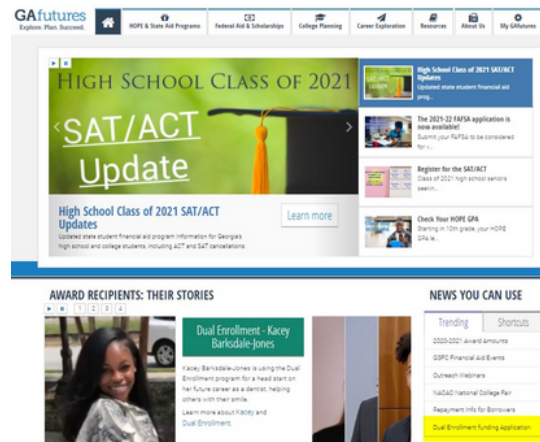 GAfutures
Explore. Plan. Succeed.
HOPE & State Aid Programs
Federal Aid & Scholarships
College Planning
Career Exploration
Resources
About Us
My GAfutures
HIGH SCHOOL CLASS OF 2021
SAT/ACT
Update
High School Class of 2021 SAT/ACT
Updates
Learn more
Updated state student financial aid program information for Georgia's
high school and college students, including ACT and SAT cancellations.
High School Class of 2021 SAT/ACT
Updates
Updated state student financial aid
prog...
The 2021-22 FAFSA application is
now available!
Submit your FAFSA to be considered
for v...
Register for the SAT/ACT
Class of 2021 high school seniors
seekin...
Check Your HOPE GPA
Starting in 10th grade, your HOPE
GPA is...
AWARD RECIPIENTS: THEIR STORIES
1 2 3 4
Dual Enrollment - Kacey
Barksdale-Jones
Kacey Barksdale-Jones is using the Dual
Enrollment program for a head start on
her future career as a dentist, helping
others with their smile.
Learn more about Kacey and
Dual Enrollment.
NEWS YOU CAN USE
Trending
Shortcuts
2020-2021 Award Amounts
GSFC Financial Aid Events
Outreach Webinars
NACAC National College Fair
Repayment Info for Borrowers
Dual Enrollment funding Application